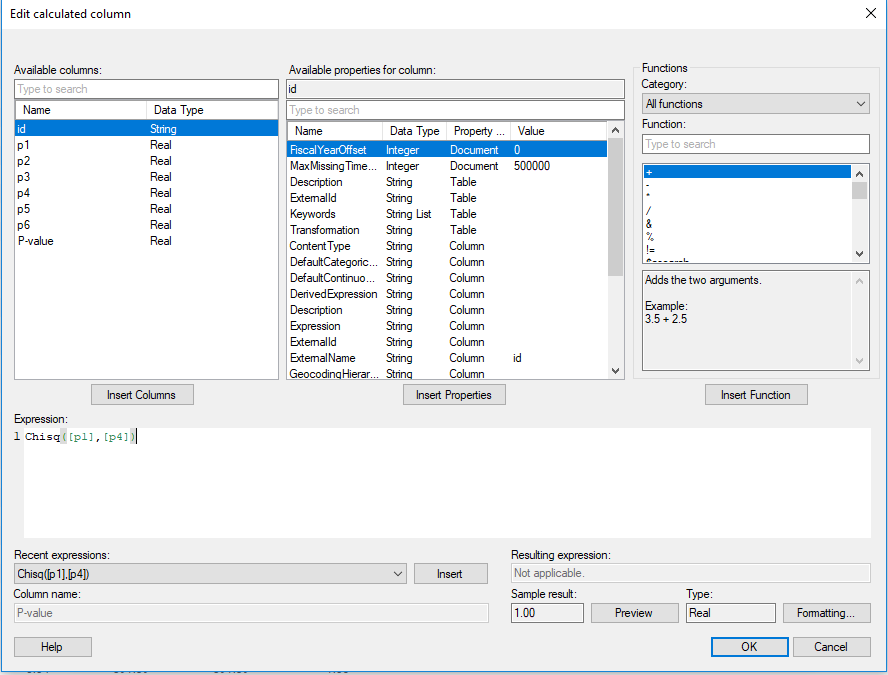 Edit calculated column
Available columns:
Type to search
Name Data Type
id String
p1 Real
p2 Real
p3 Real
p4 Real
p5 Real
p6 Real
P-value Real
Insert Columns
Available properties for column:
id
Type to search
Name Data Type Property ... Value
FiscalYearOffset Integer Document 0
MaxMissingTime... Integer Document 500000
Description String Table
ExternalId String Table
Keywords String List Table
Transformation String Table
ContentType String Column
DefaultCategoric... String Column
DefaultContinuo... String Column
DerivedExpression String Column
Description String Column
Expression String Column
ExternalId String Column
ExternalName String Column id
GeocodingHierar... String Column
Insert Properties
Functions
Category:
All functions
Function:
Type to search
+
-
*
/
&
%
!=
Adds the two arguments.
Example:
3.5 + 2.5
Insert Function
Expression:
1 Chisq([p1],[p4])
Recent expressions:
Chisq([p1],[p4])
Insert
Column name:
P-value
Resulting expression:
Not applicable.
Sample result: Type:
1.00 Preview Real Formatting...
Help OK Cancel